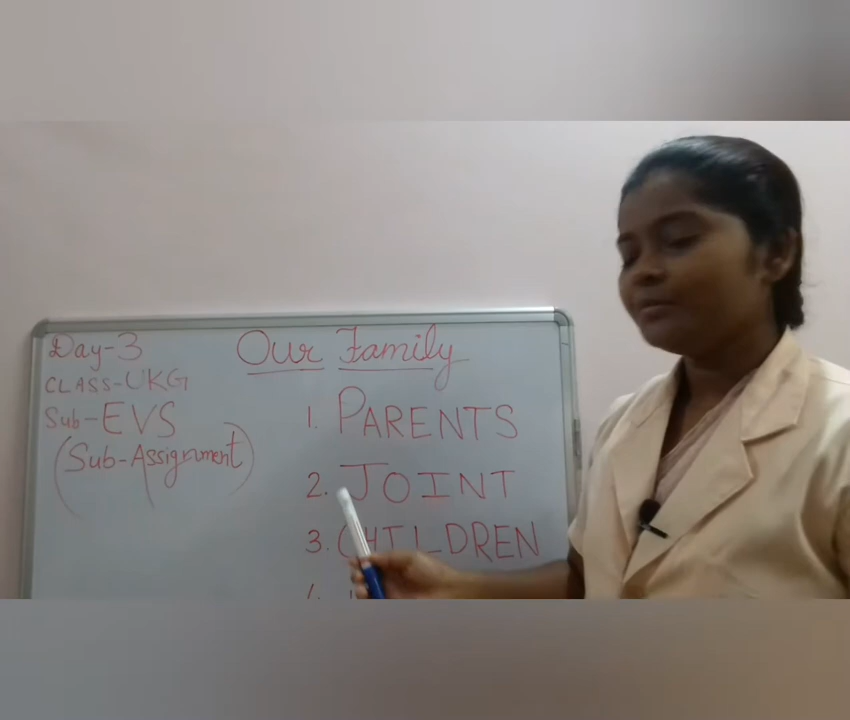 Day-3
CLASS-UKG
Sub-EVS
(Sub-Assignment)
Our Family
1. PARENTS
2. JOINT
3. CHILDREN